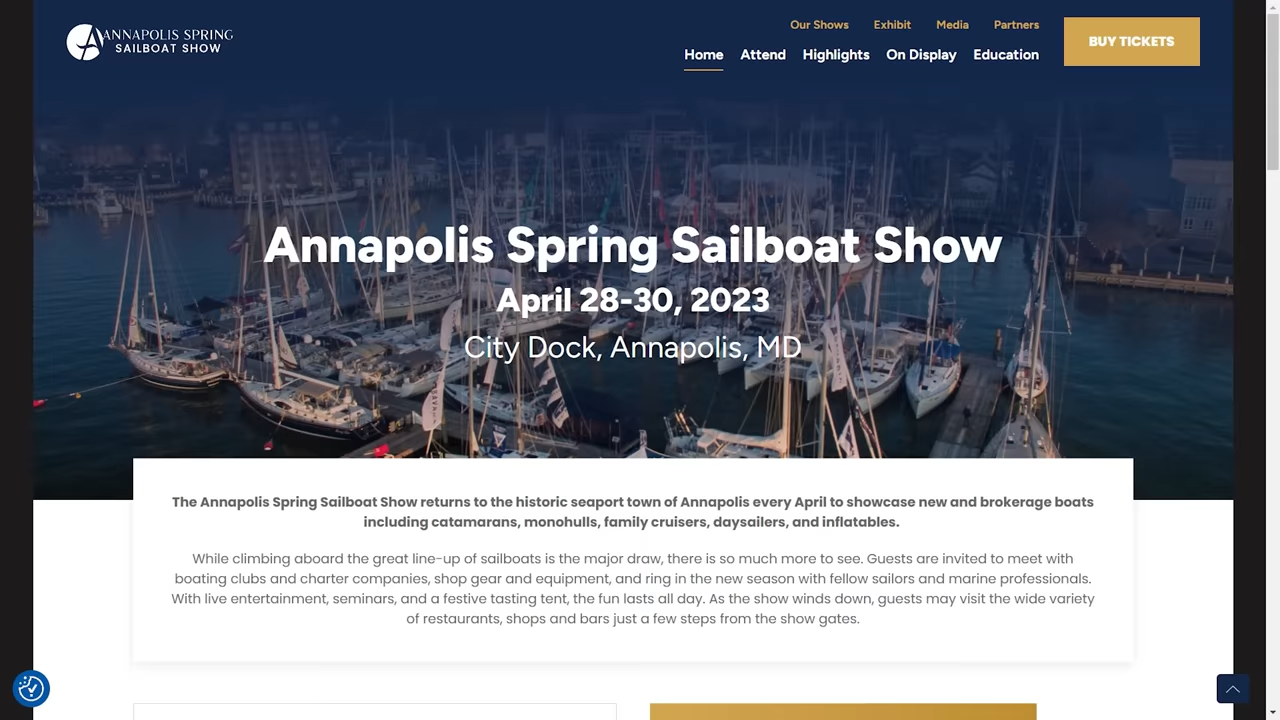 ANNAPOLIS SPRING
SAILBOAT SHOW
Our Shows Exhibit Media Partners
Home Attend Highlights On Display Education
BUY TICKETS
Annapolis Spring Sailboat Show
April 28-30, 2023
City Dock, Annapolis, MD
The Annapolis Spring Sailboat Show returns to the historic seaport town of Annapolis every April to showcase new and brokerage boats
including catamarans, monohulls, family cruisers, daysailers, and inflatables.
While climbing aboard the great line-up of sailboats is the major draw, there is so much more to see. Guests are invited to meet with
boating clubs and charter companies, shop gear and equipment, and ring in the new season with fellow sailors and marine professionals.
With live entertainment, seminars, and a festive tasting tent, the fun lasts all day. As the show winds down, guests may visit the wide variety
of restaurants, shops and bars just a few steps from the show gates.